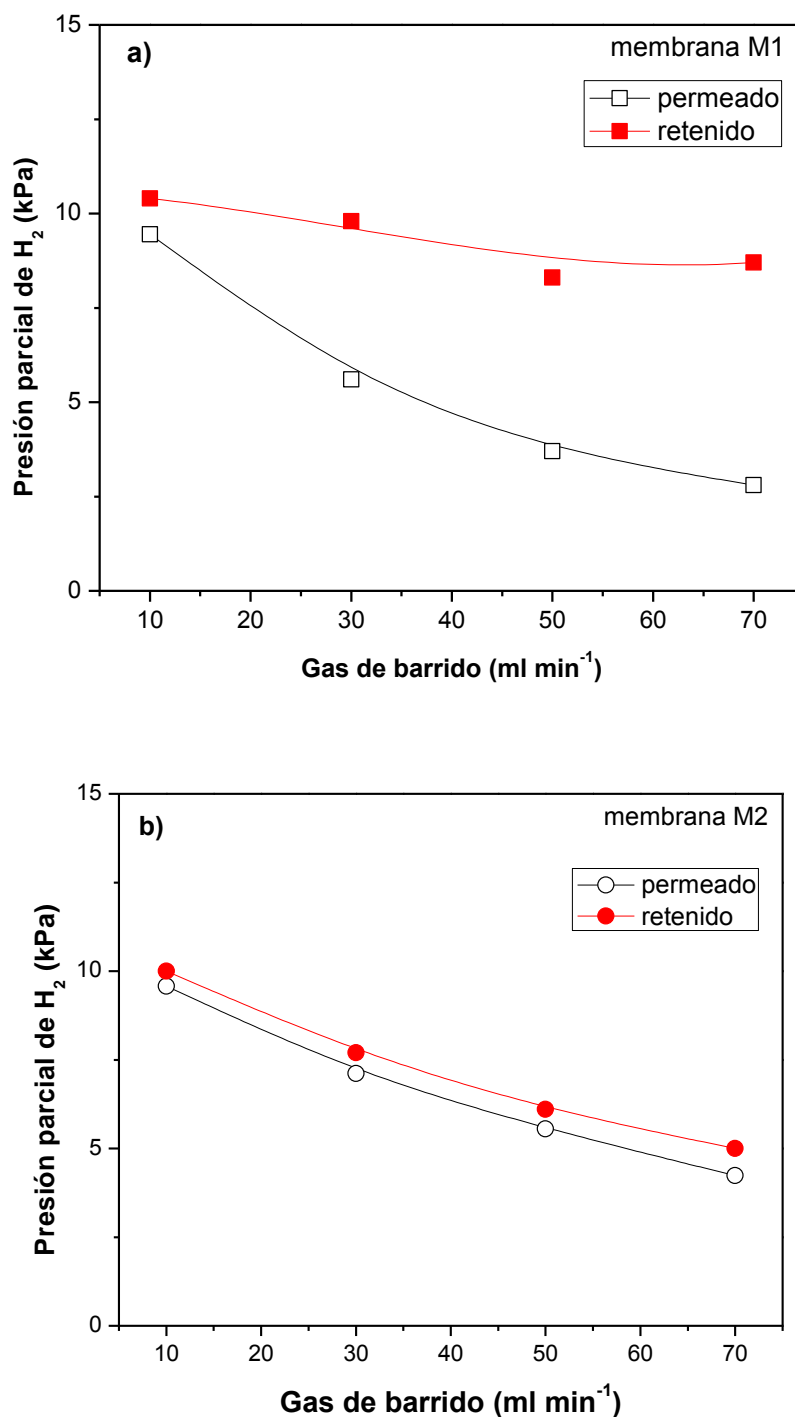 a)
membrana M1
permeado
retenido
15
10
5
0
Presión parcial de H₂ (kPa)
10 20 30 40 50 60 70
Gas de barrido (ml min⁻¹)
b)
membrana M2
permeado
retenido
15
10
5
0
Presión parcial de H₂ (kPa)
10 20 30 40 50 60 70
Gas de barrido (ml min⁻¹)